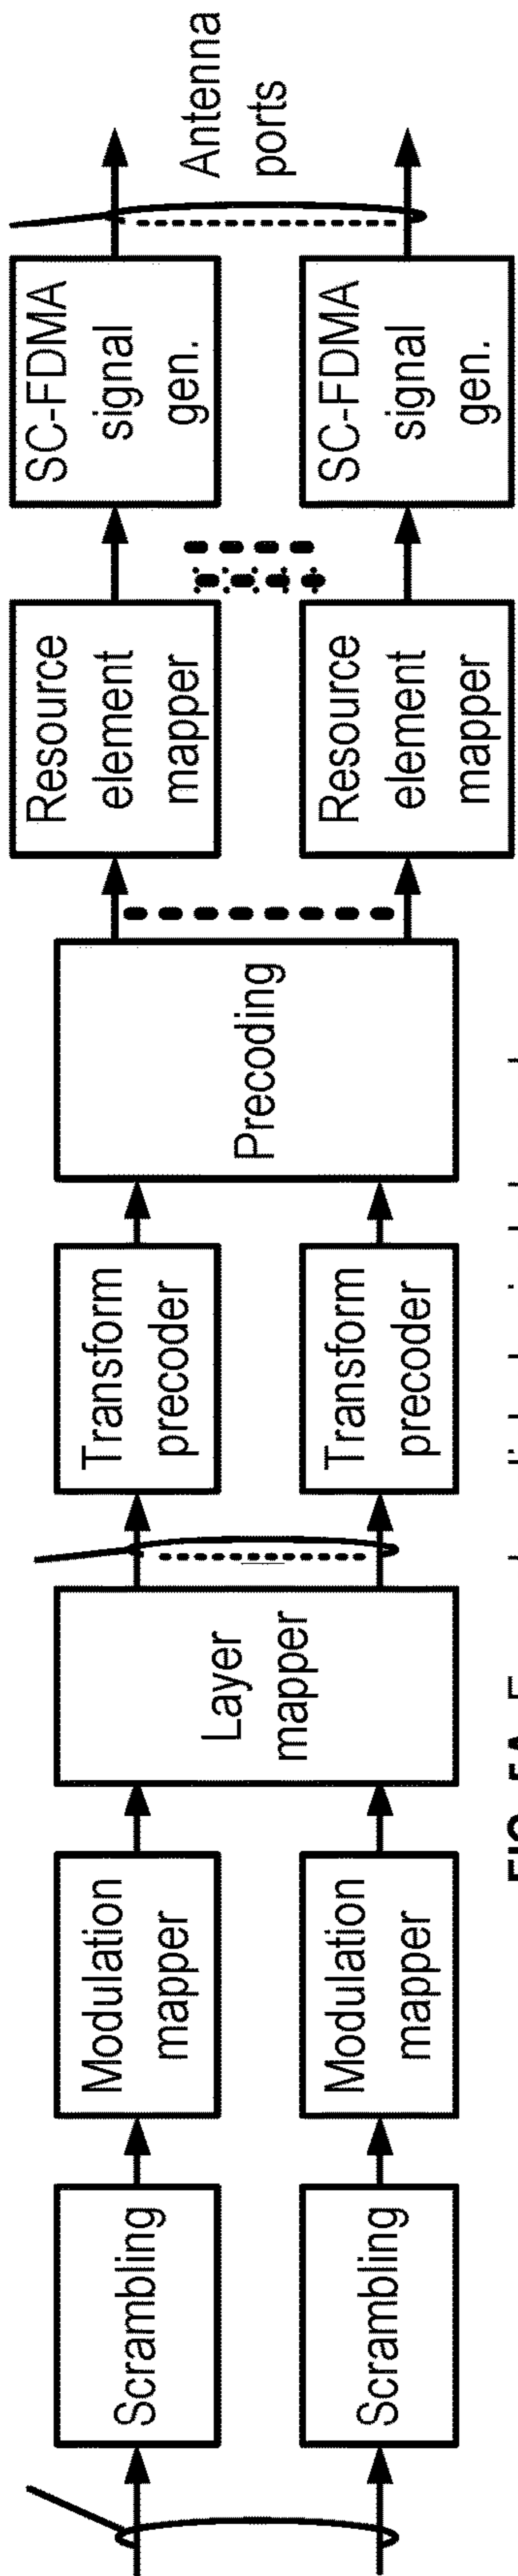 Scrambling
Modulation
mapper
Layer
mapper
Transform
precoder
Precoding
Resource
element
mapper
SC-FDMA
signal
gen.
Antenna
ports
Scrambling
Modulation
mapper
Transform
precoder
Resource
element
mapper
SC-FDMA
signal
gen.